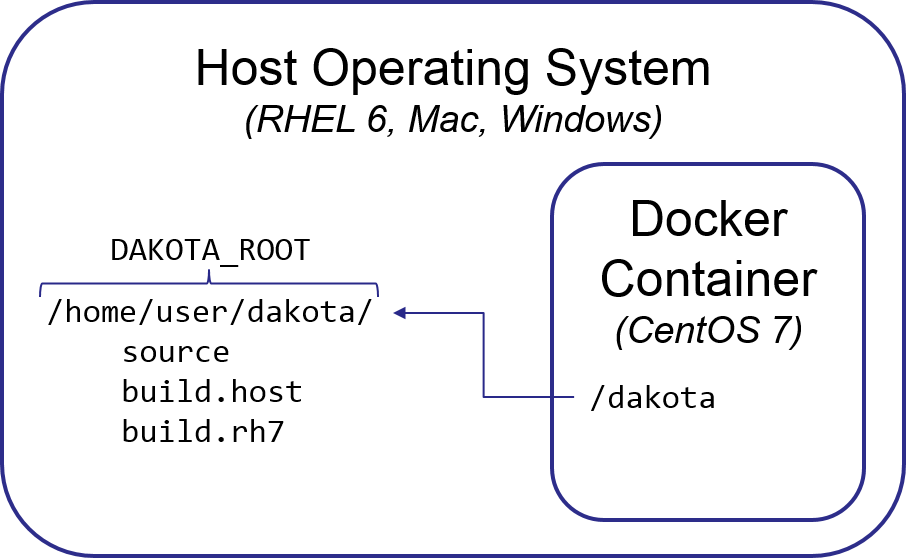 Host Operating System
(RHEL 6, Mac, Windows)
DAKOTA_ROOT
/home/user/dakota/
source
build.host
build.rh7
Docker
Container
(CentOS 7)
/dakota